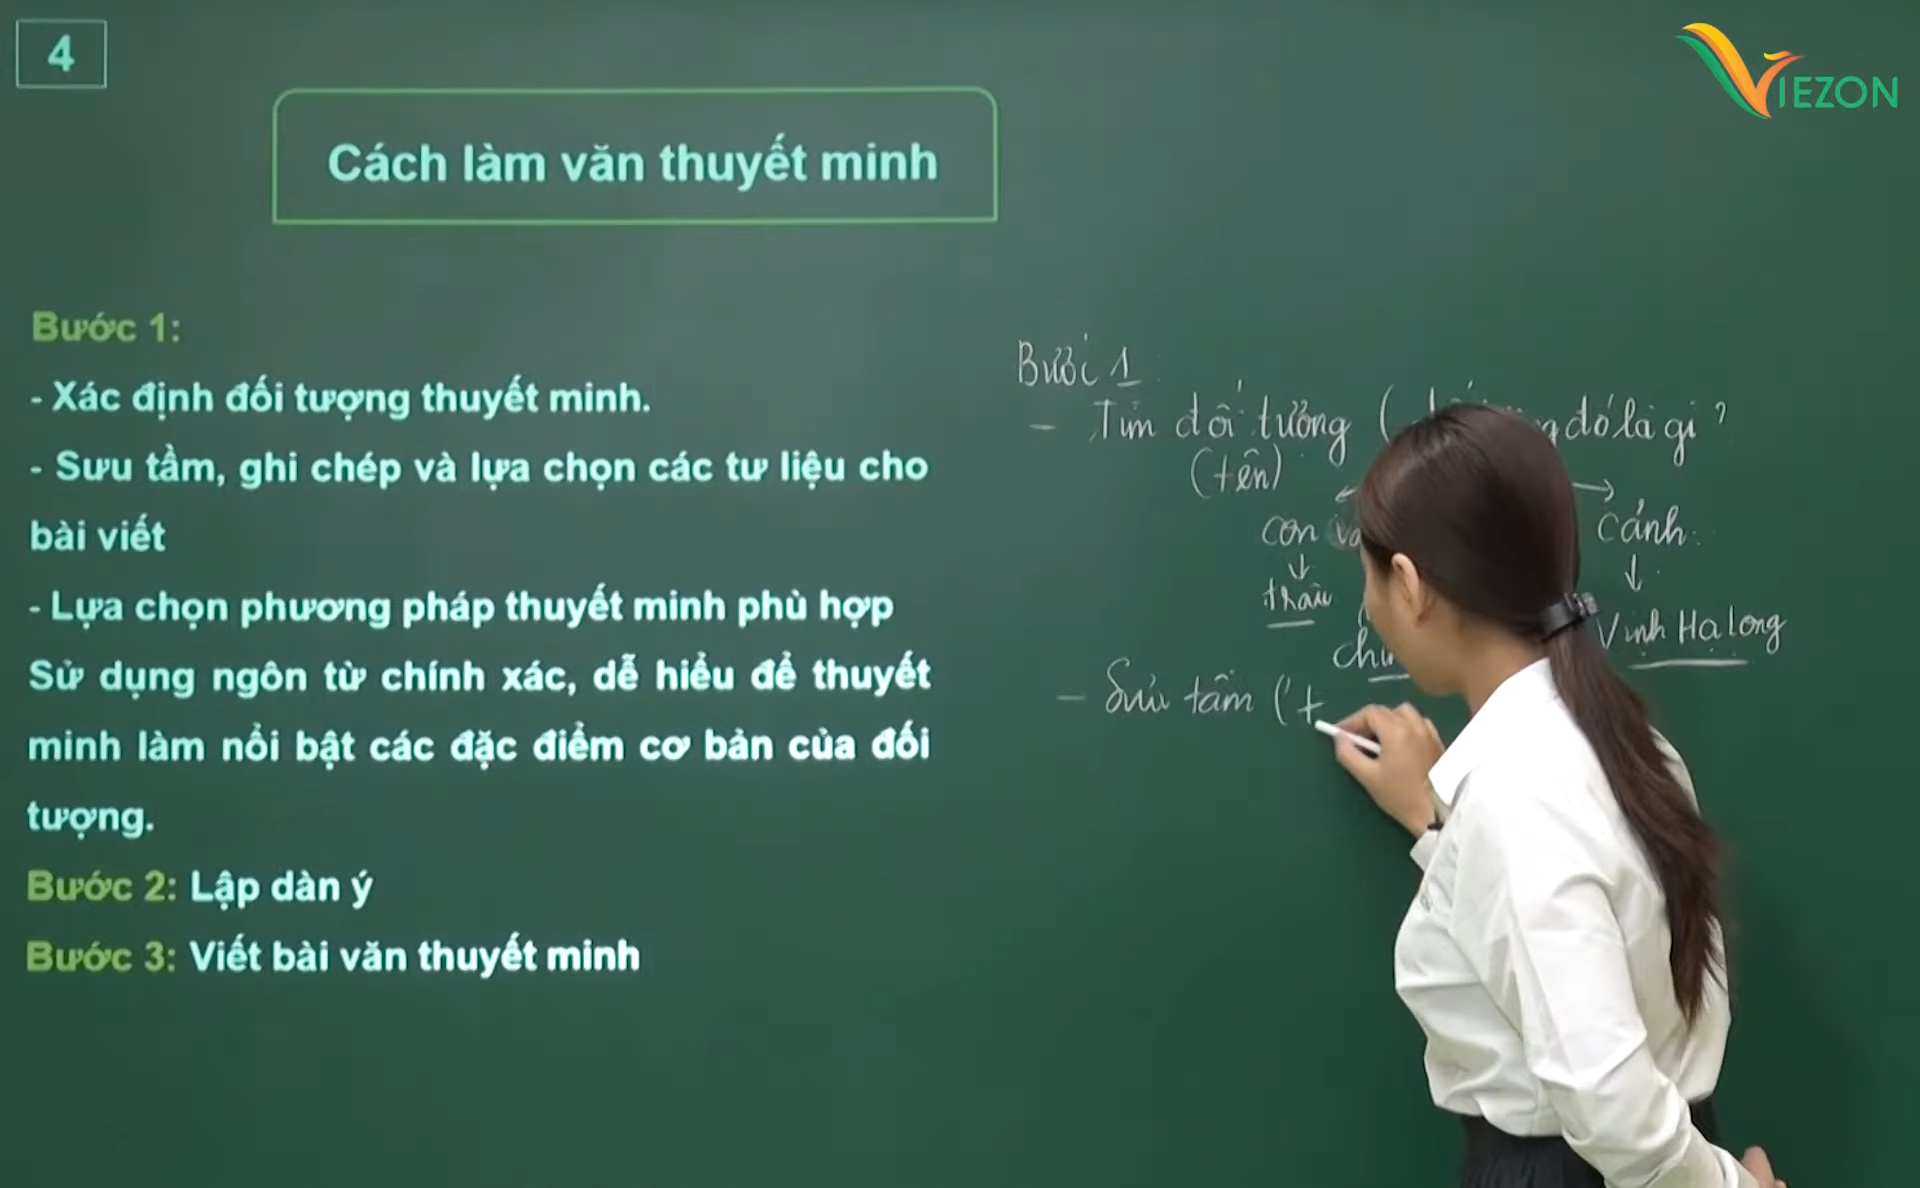 4
VIEZON
Cách làm văn thuyết minh
Bước 1:
- Xác định đối tượng thuyết minh.
- Sưu tầm, ghi chép và lựa chọn các tư liệu cho
bài viết
- Lựa chọn phương pháp thuyết minh phù hợp
Sử dụng ngôn từ chính xác, dễ hiểu để thuyết
minh làm nổi bật các đặc điểm cơ bản của đối
tượng.
Bước 2: Lập dàn ý
Bước 3: Viết bài văn thuyết minh
Bước 1
- Tìm đối tượng ( đó là gì ?
(tên)
con cảnh
trâu
Vịnh Hạ Long
- Sưu tầm (t